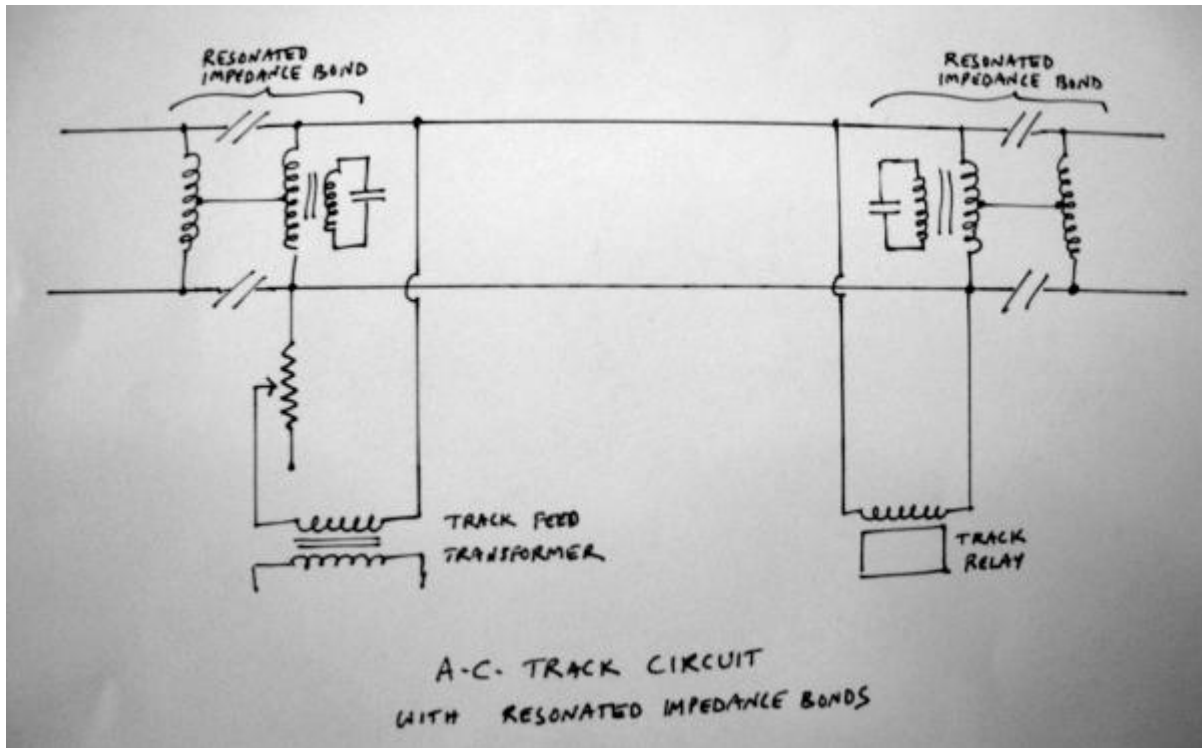 RESONATED
IMPEDANCE BOND
RESONATED
IMPEDANCE BOND
TRACK FEED
TRANSFORMER
TRACK
RELAY
A-C. TRACK CIRCUIT
WITH RESONATED IMPEDANCE BONDS